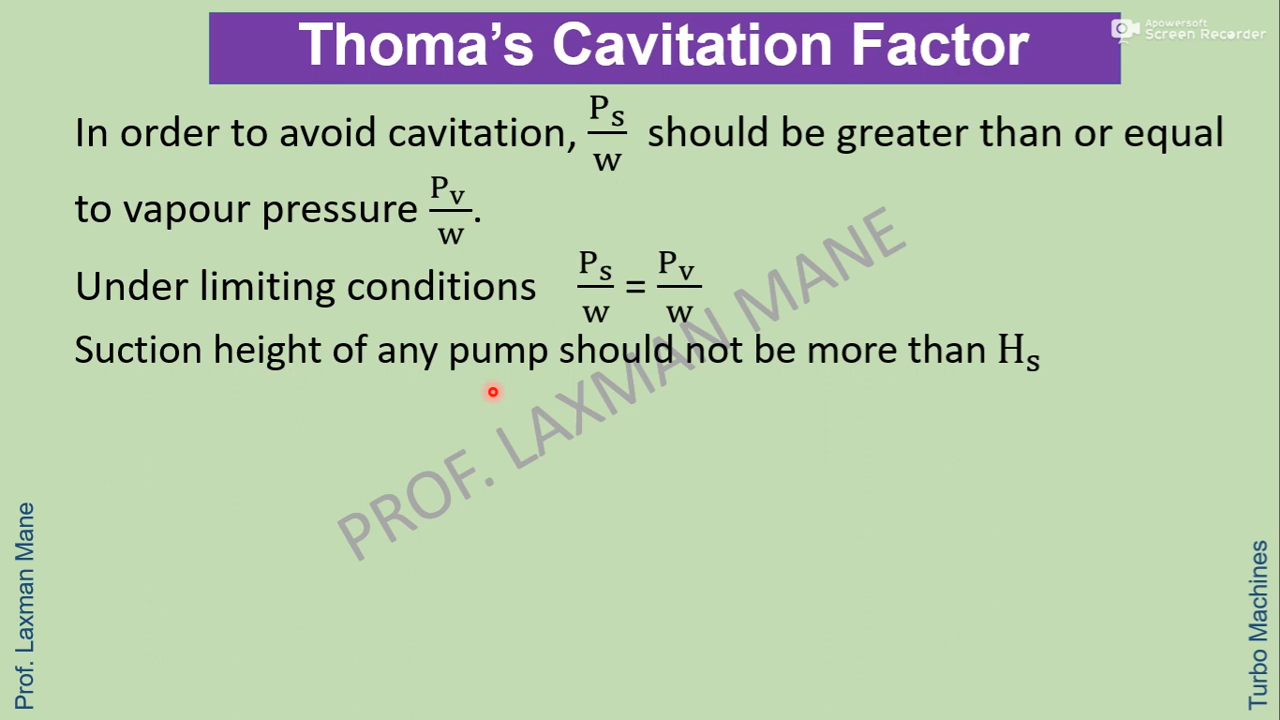 Thoma's Cavitation Factor
Apowersoft
Screen Recorder
In order to avoid cavitation, Ps/w should be greater than or equal
to vapour pressure Pv/w.
Under limiting conditions Ps/w = Pv/w
Suction height of any pump should not be more than Hs
PROF. LAXMAN MANE
Prof. Laxman Mane
Turbo Machines